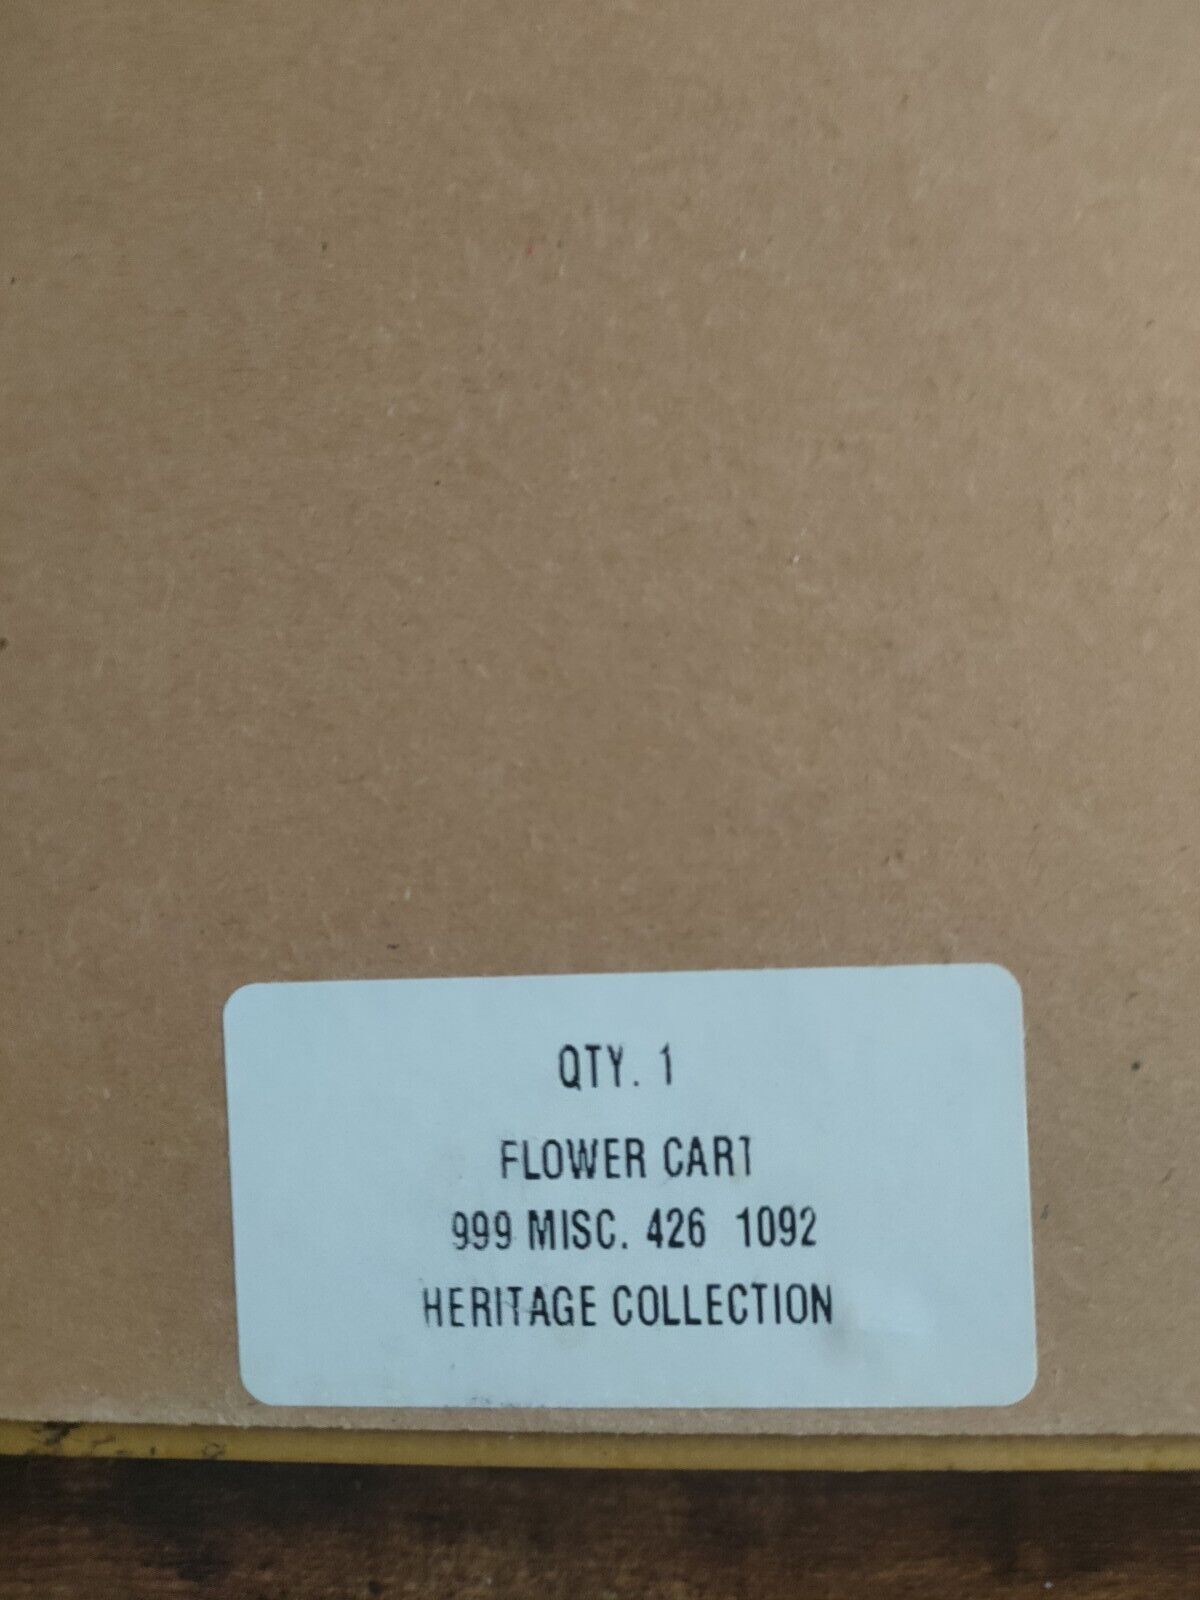 QTY. 1
FLOWER CART
999 MISC. 426 1092
HERITAGE COLLECTION